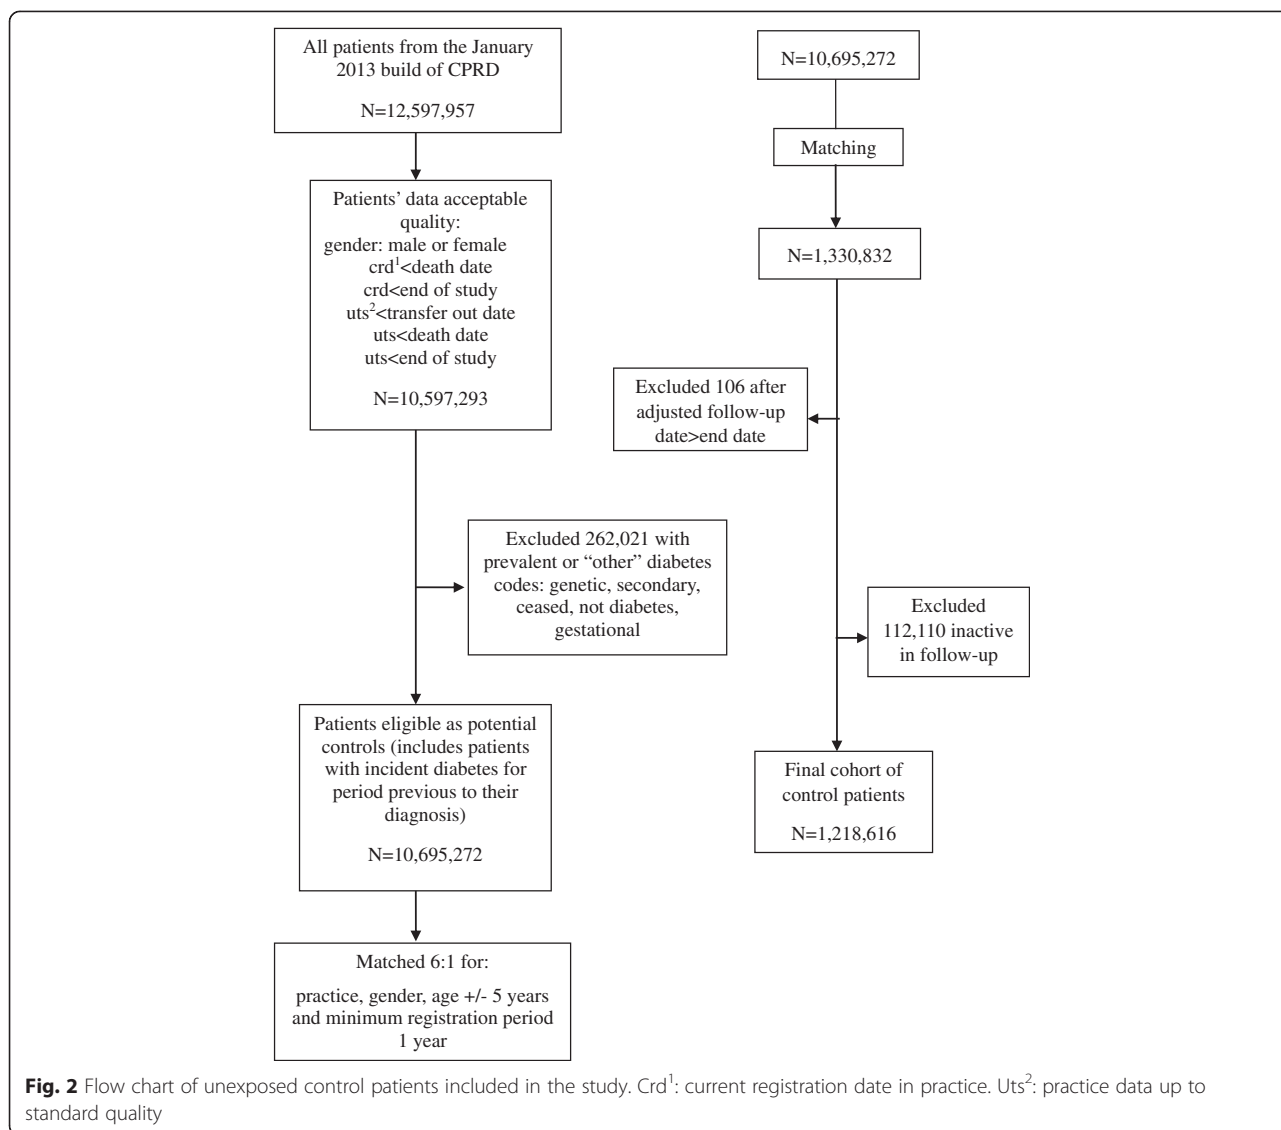 All patients from the January
2013 build of CPRD
N=12,597,957
Patients’ data acceptable
quality:
gender: male or female
crd¹<death date
crd<end of study
uts²<transfer out date
uts<death date
uts<end of study
N=10,597,293
Excluded 262,021 with
prevalent or “other” diabetes
codes: genetic, secondary,
ceased, not diabetes,
gestational
Patients eligible as potential
controls (includes patients
with incident diabetes for
period previous to their
diagnosis)
N=10,695,272
Matched 6:1 for:
practice, gender, age +/- 5 years
and minimum registration period
1 year
N=10,695,272
Matching
N=1,330,832
Excluded 106 after
adjusted follow-up
date>end date
Excluded
112,110 inactive
in follow-up
Final cohort of
control patients
N=1,218,616
Fig. 2 Flow chart of unexposed control patients included in the study. Crd¹: current registration date in practice. Uts²: practice data up to
standard quality